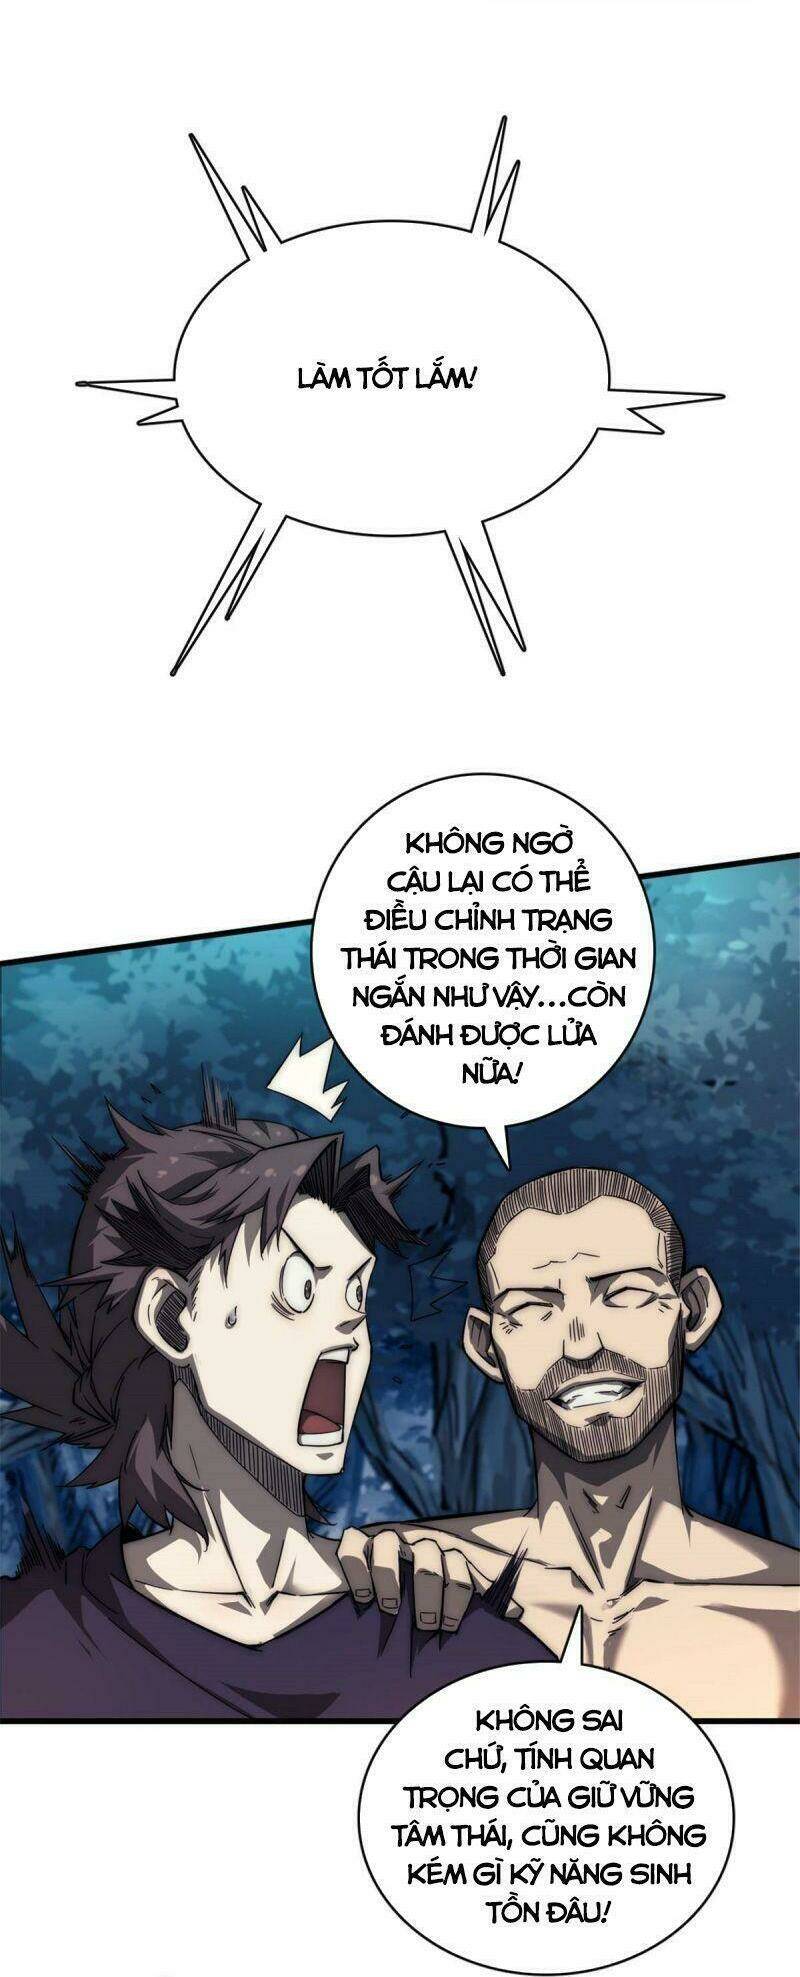 LÀM TỐT LẮM!
KHÔNG NGỜ
CẬU LẠI CÓ THỂ
ĐIỀU CHỈNH TRẠNG
THÁI TRONG THỜI GIAN
NGẮN NHƯ VẬY...CÒN
ĐÁNH ĐƯỢC LỬA
NỮA!
KHÔNG SAI
CHỨ, TÍNH QUAN
TRỌNG CỦA GIỮ VỮNG
TÂM THÁI, CŨNG KHÔNG
KÉM GÌ KỸ NĂNG SINH
TỒN ĐÂU!